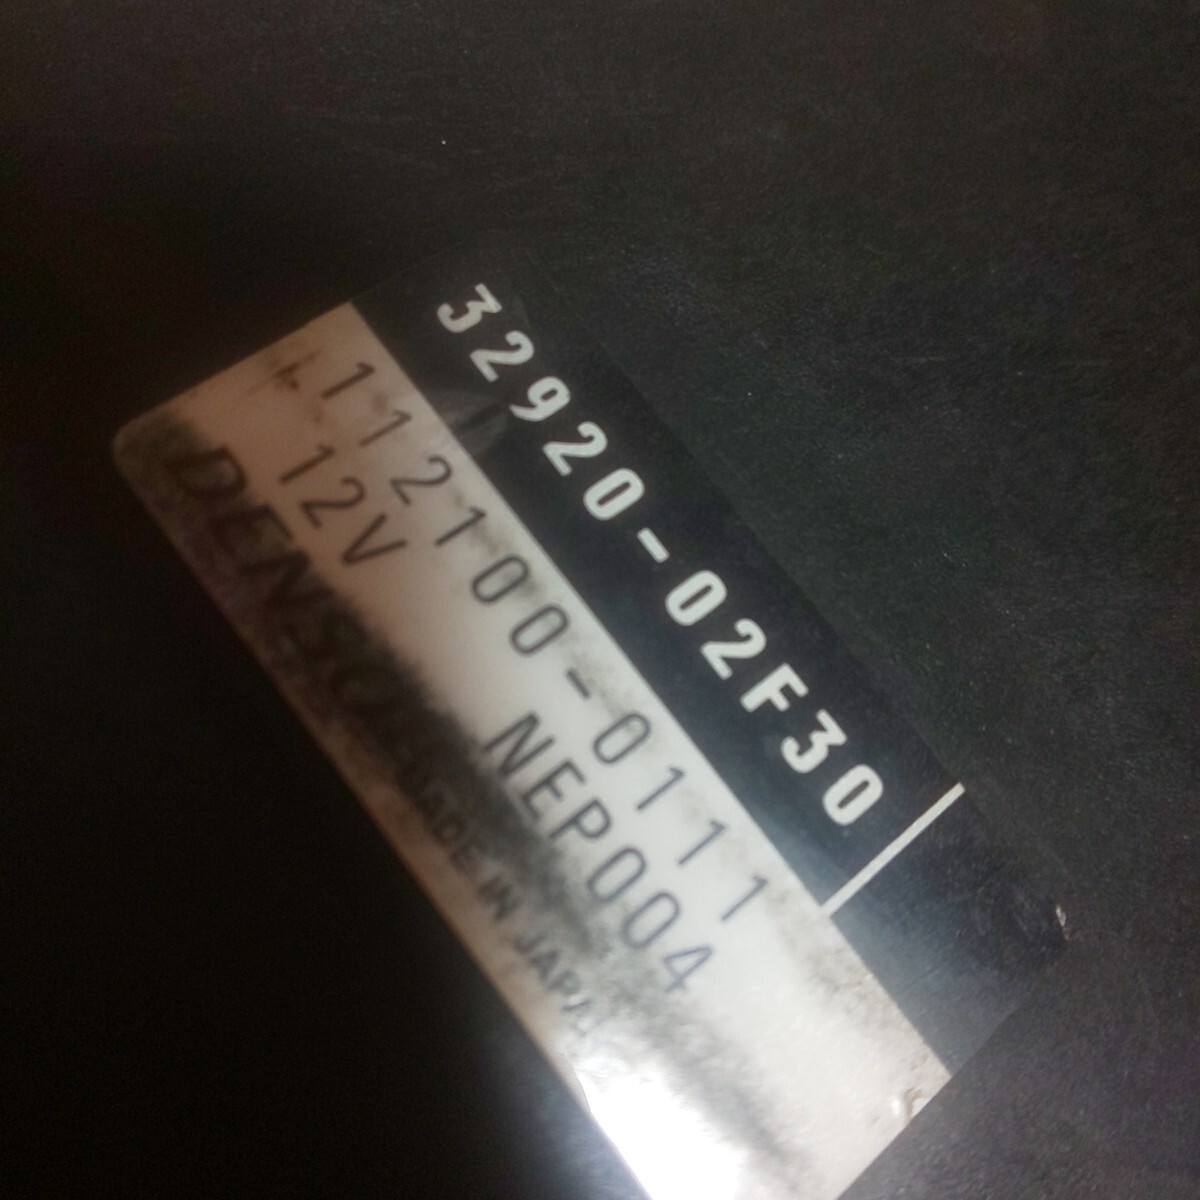 32920-02F30
112100-0111
12V NEP004
DENSO MADE IN JAPAN